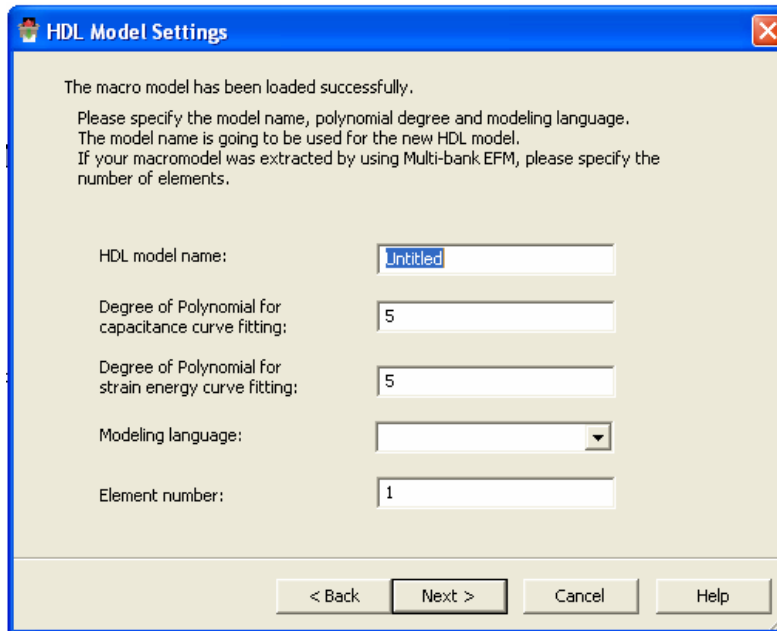 HDL Model Settings
The macro model has been loaded successfully.
Please specify the model name, polynomial degree and modeling language.
The model name is going to be used for the new HDL model.
If your macromodel was extracted by using Multi-bank EFM, please specify the
number of elements.
HDL model name:
Untitled
Degree of Polynomial for
capacitance curve fitting:
5
Degree of Polynomial for
strain energy curve fitting:
5
Modeling language:
Element number:
1
< Back
Next >
Cancel
Help